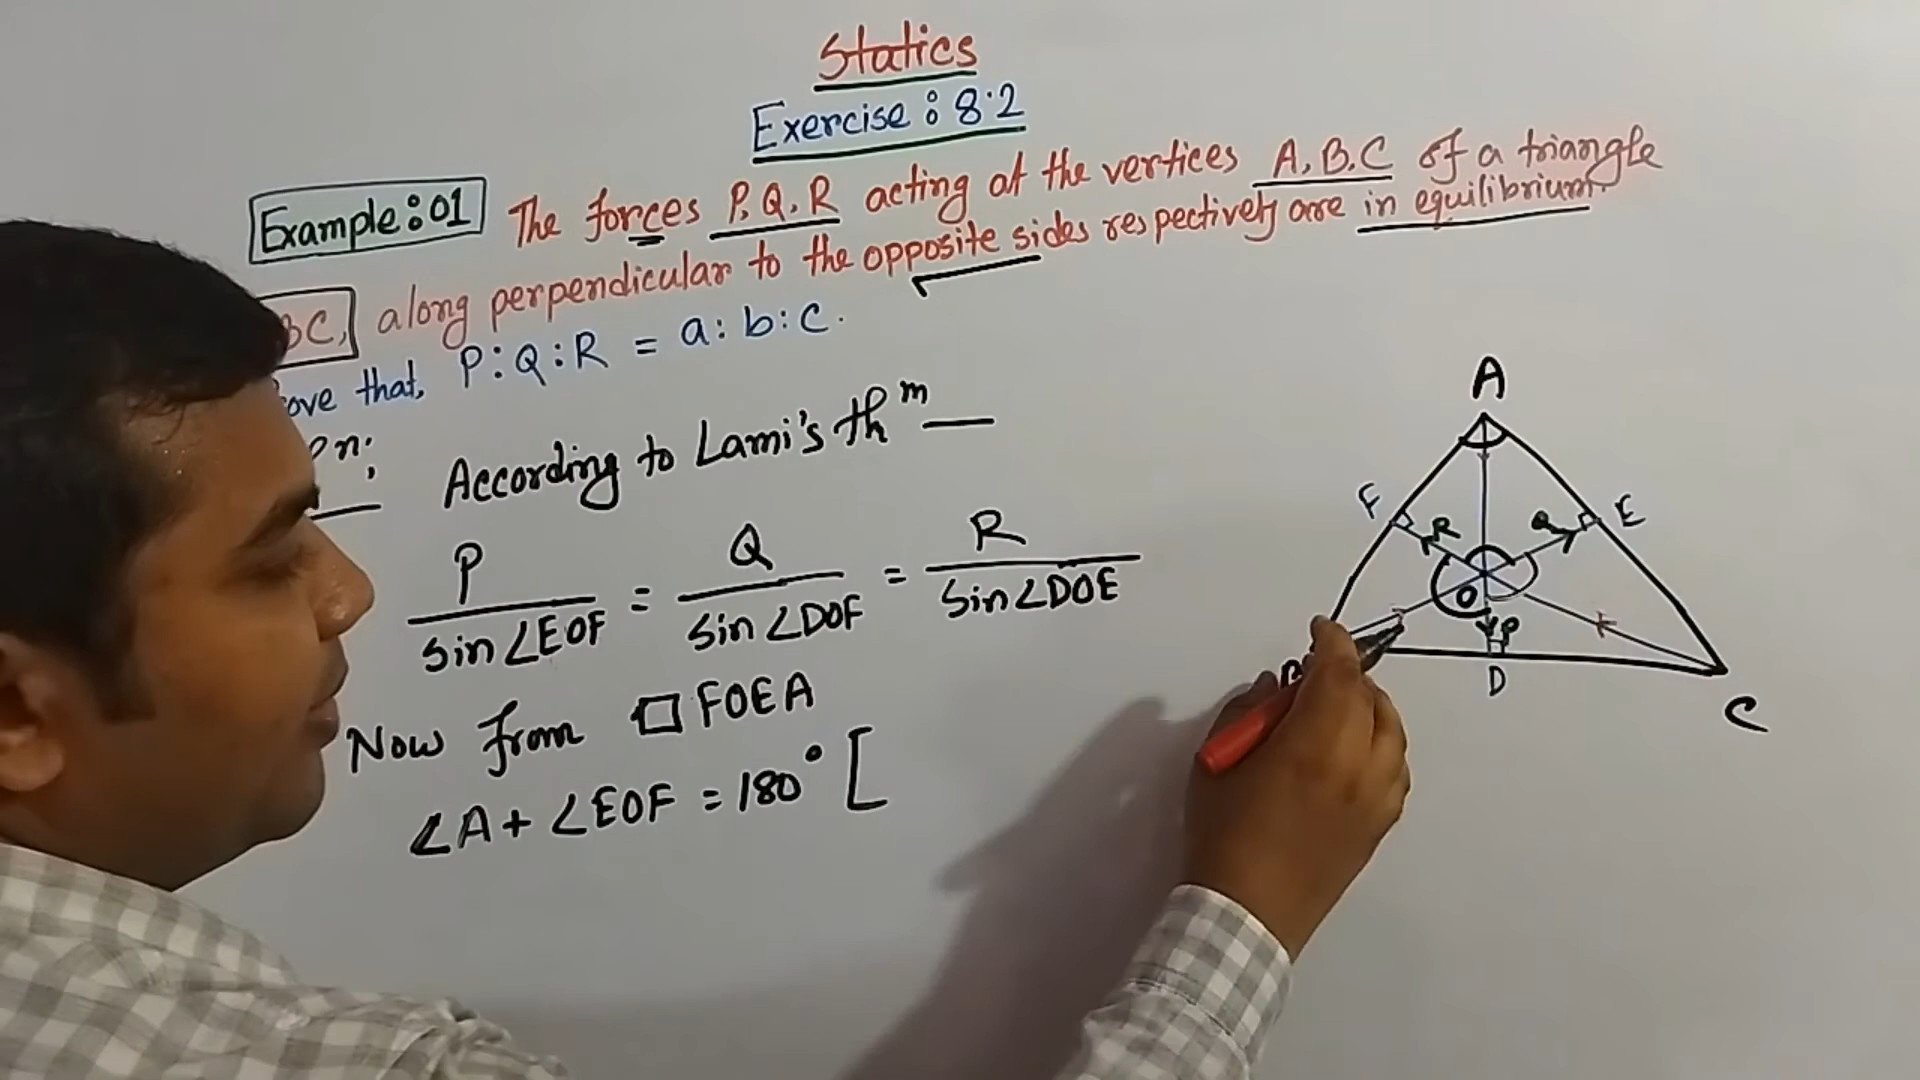 Statics
Exercise: 8.2
Example:01 The forces P, Q, R acting at the vertices A, B, C of a triangle
BC, along perpendicular to the opposite sides respectively are in equilibrium.
ove that, P:Q:R = a:b:c.
n; According to Lami's thm —
P/sin∠EOF = Q/sin∠DOF = R/sin∠DOE
Now from □ FOEA
∠A + ∠EOF = 180° [
A
F R Q E
O
P
B
D
C